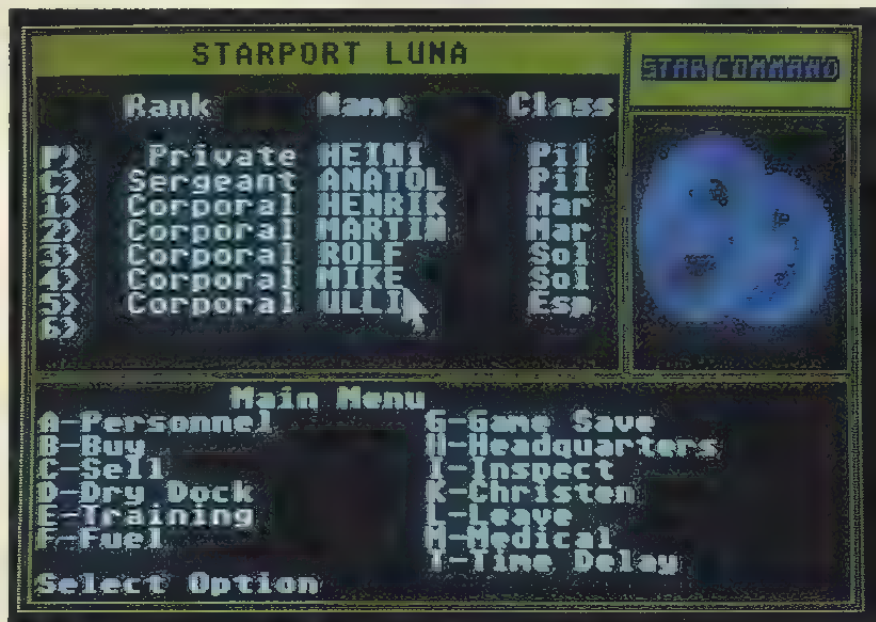 STARPORT LUNA
STAR COMMAND
Rank Name Class
P) Private HEINI Pil
C) Sergeant ANATOL Pil
1) Corporal HENRIK Mar
2) Corporal MARTIN Mar
3) Corporal ROLF Sol
4) Corporal MIKE Sol
5) Corporal ULLI Esp
6)
Main Menu
A-Personnel
B-Buy
C-Sell
D-Dry Dock
E-Training
F-Fuel
G-Game Save
H-Headquarters
I-Inspect
K-Christen
L-Leave
M-Medical
T-Time Delay
Select Option